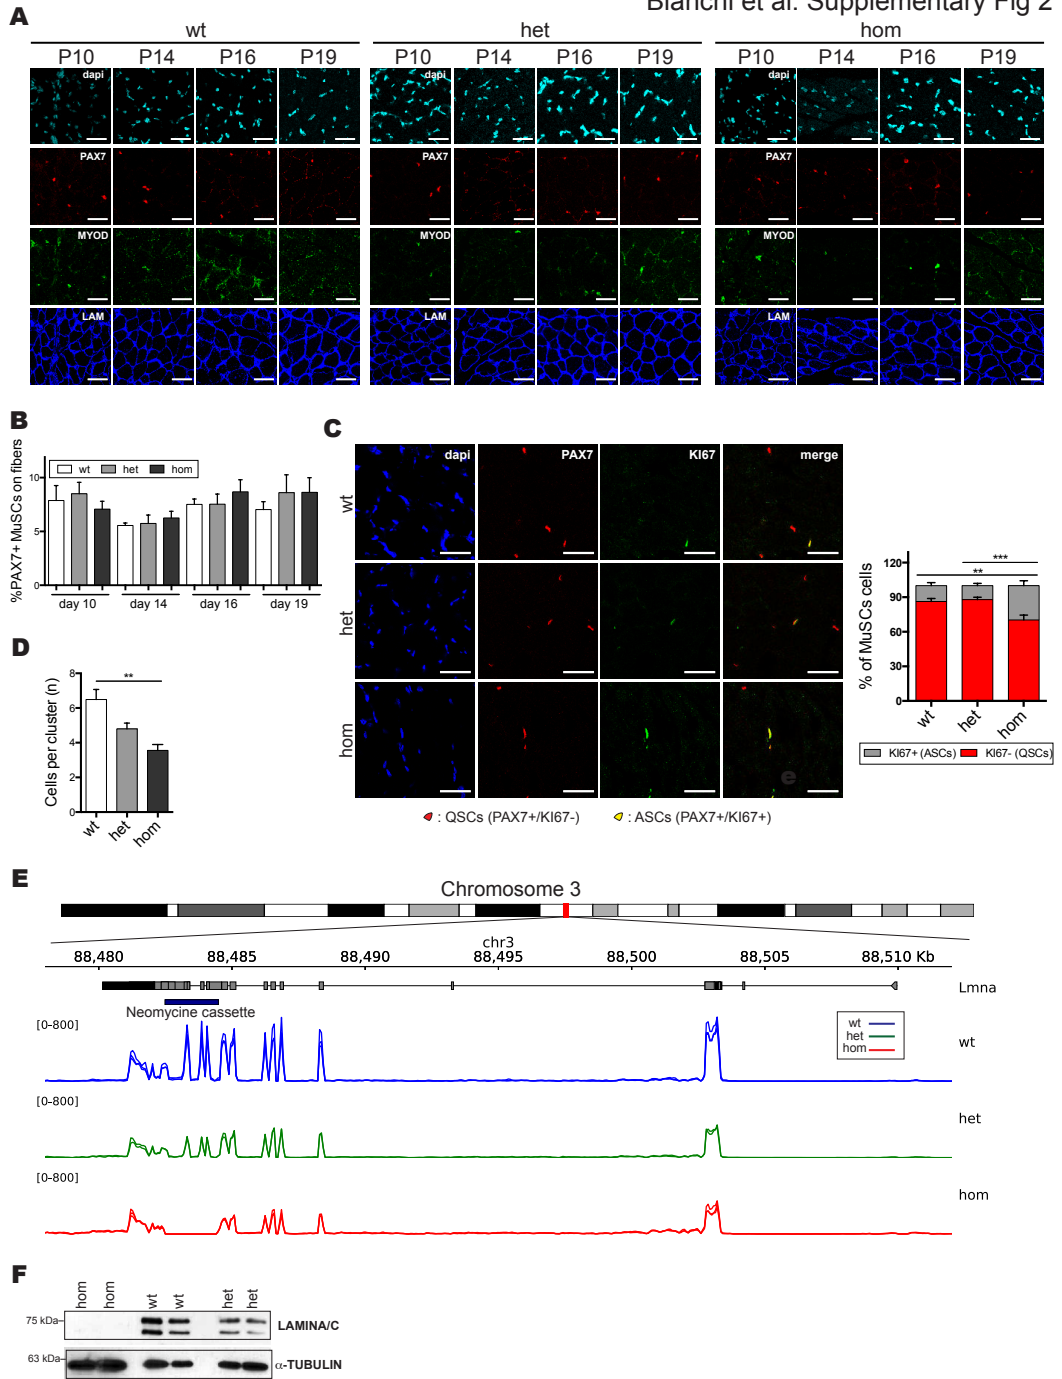 Bianchi et al. Supplementary Fig 2
A
wt het hom
P10 P14 P16 P19 P10 P14 P16 P19 P10 P14 P16 P19
dapi dapi dapi
PAX7 PAX7 PAX7
MYOD MYOD MYOD
LAM LAM LAM
B
%PAX7+ MuSCs on fibers
wt het hom
10
5
0
day 10 day 14 day 16 day 19
C
dapi PAX7 KI67 merge
wt
het
hom
e
: QSCs (PAX7+/KI67-) : ASCs (PAX7+/KI67+)
% of MuSCs cells
***
**
120
90
60
30
0
wt het hom
KI67+ (ASCs) KI67- (QSCs)
D
Cells per cluster (n)
**
8
6
4
2
0
wt het hom
E
Chromosome 3
chr3
88,480 88,485 88,490 88,495 88,500 88,505 88,510 Kb
Lmna
Neomycine cassette
[0-800]
wt
het
hom
wt
[0-800]
het
[0-800]
hom
F
hom hom wt wt het het
75 kDa
LAMINA/C
63 kDa
α-TUBULIN